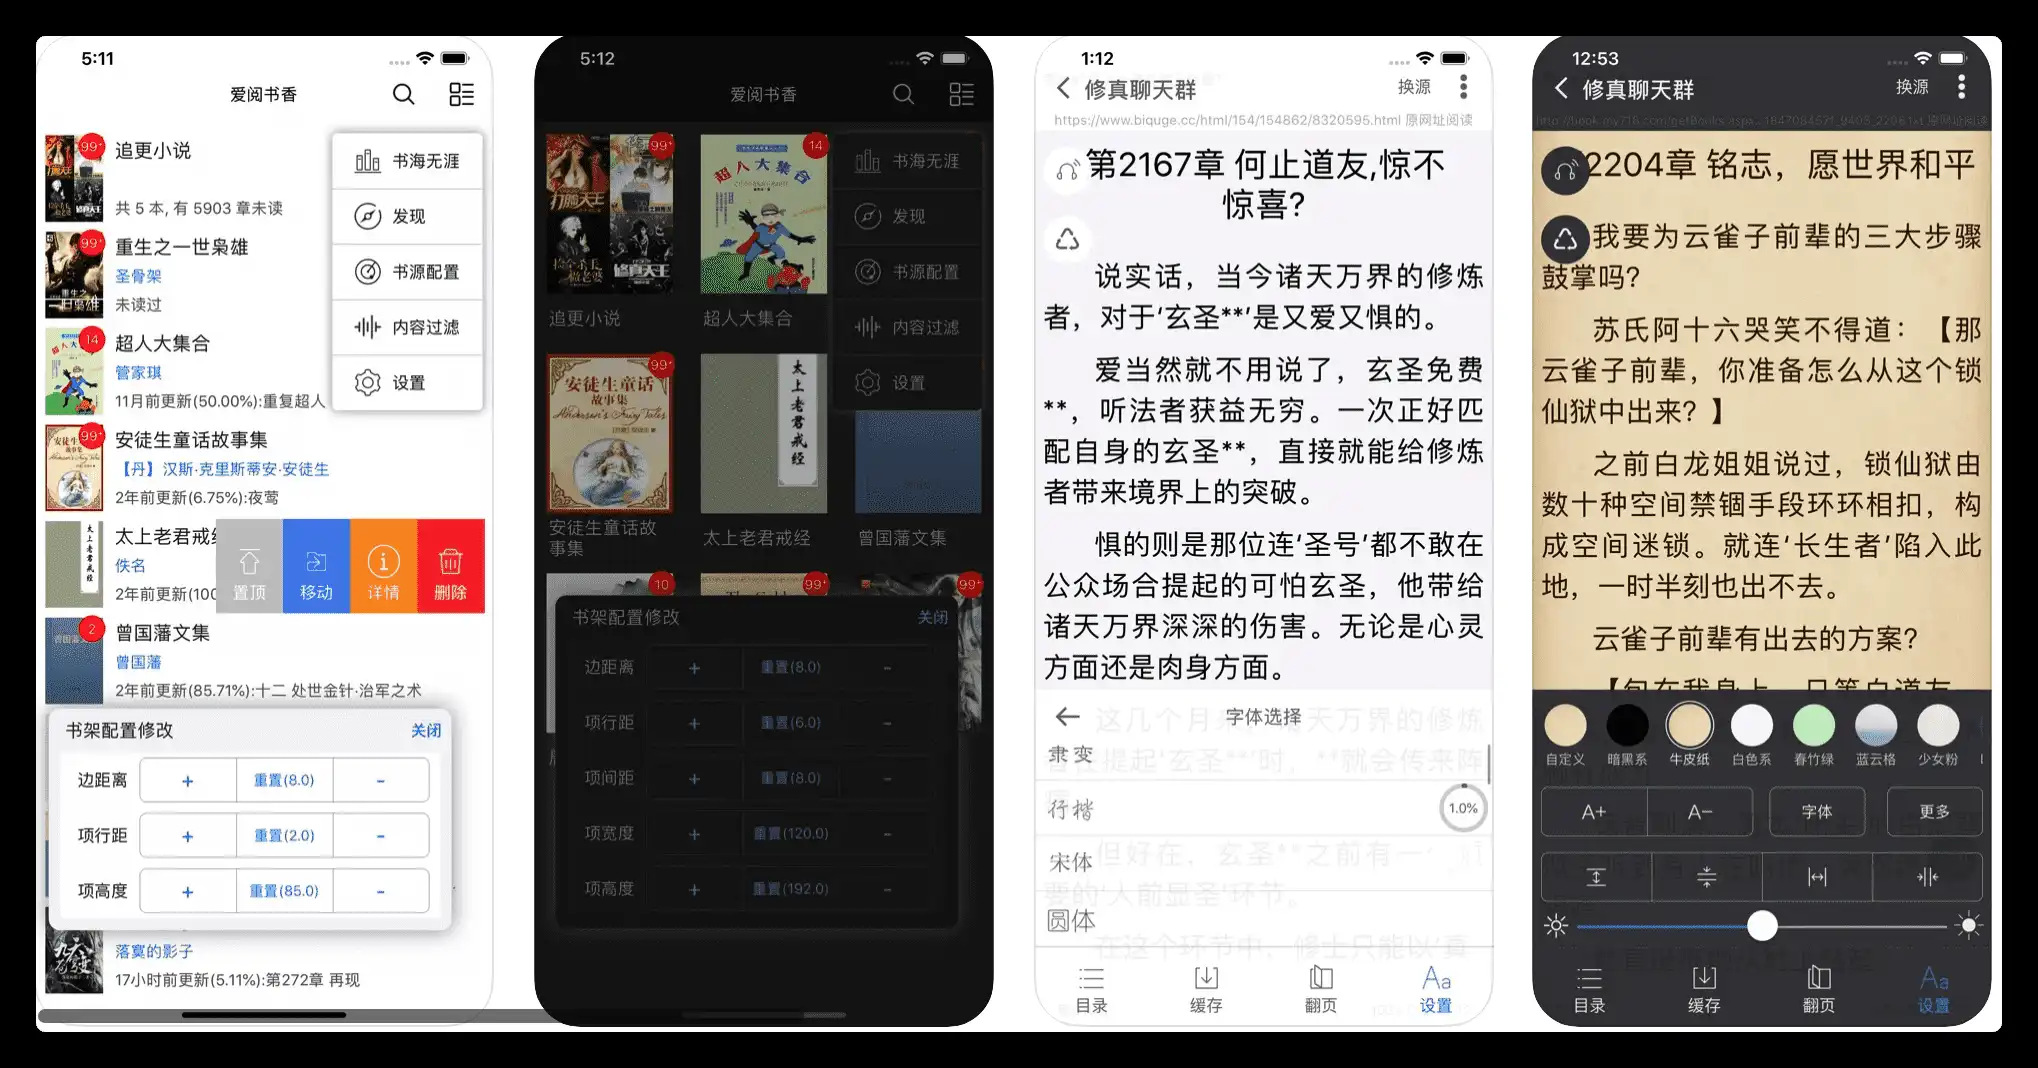 5:11
爱阅书香
99+
追更小说
共 5 本, 有 5903 章未读
99+
重生之一世枭雄
圣骨架
未读过
14
超人大集合
管家琪
11月前更新(50.00%):重复超人
99+
安徒生童话故事集
【丹】汉斯·克里斯蒂安·安徒生
2年前更新(6.75%):夜莺
太上老君戒经
佚名
2年前更新(100
置顶
移动
详情
删除
2
曾国藩文集
曾国藩
2年前更新(85.71%):十二 处世金针·治军之术
书海无涯
发现
书源配置
内容过滤
设置
书架配置修改
关闭
边距离
+
重置(8.0)
-
项行距
+
重置(2.0)
-
项高度
+
重置(85.0)
-
落寞的影子
17小时前更新(5.11%):第272章 再现
5:12
爱阅书香
99+
14
超人大集合
追更小说
超人大集合
书海无涯
发现
书源配置
内容过滤
设置
99+
安徒生童话
故事集
Andersen's Fairy Tales
太上老君戒经
安徒生童话故
事集
太上老君戒经
曾国藩文集
10
99+
99+
书架配置修改
关闭
边距离
+
重置(8.0)
-
项行距
+
重置(6.0)
-
项间距
+
重置(8.0)
-
项宽度
+
重置(120.0)
-
项高度
+
重置(192.0)
-
1:12
修真聊天群
换源
https://www.biquge.cc/html/154/154862/8320595.html 原网址阅读
第2167章 何止道友,惊不
惊喜?
说实话，当今诸天万界的修炼
者，对于‘玄圣**’是又爱又惧的。
爱当然就不用说了，玄圣免费
**，听法者获益无穷。一次正好匹
配自身的玄圣**，直接就能给修炼
者带来境界上的突破。
惧的则是那位连‘圣号’都不敢在
公众场合提起的可怕玄圣，他带给
诸天万界深深的伤害。无论是心灵
方面还是肉身方面。
字体选择
隶变
行楷
1.0%
宋体
圆体
目录
缓存
翻页
Aa
设置
12:53
修真聊天群
换源
2204章 铭志，愿世界和平
我要为云雀子前辈的三大步骤
鼓掌吗?
苏氏阿十六哭笑不得道：【那
云雀子前辈，你准备怎么从这个锁
仙狱中出来? 】
之前白龙姐姐说过，锁仙狱由
数十种空间禁锢手段环环相扣，构
成空间迷锁。就连‘长生者’陷入此
地，一时半刻也出不去。
云雀子前辈有出去的方案?
自定义
暗黑系
牛皮纸
白色系
春竹绿
蓝云格
少女粉
A+
A-
字体
更多
目录
缓存
翻页
Aa
设置